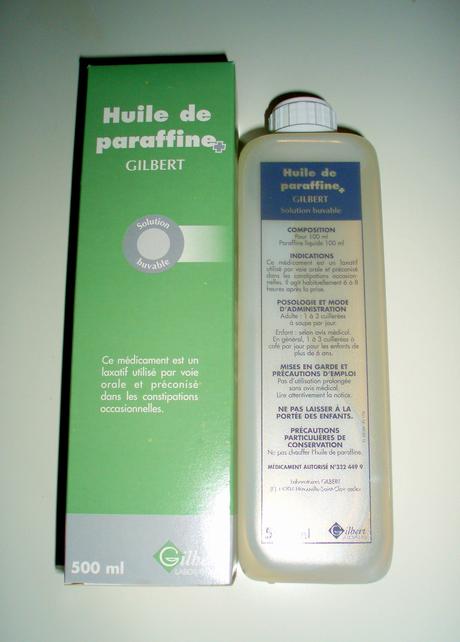 Huile de
paraffine
GILBERT
Solution
buvable
Ce médicament est un
laxatif utilisé par voie
orale et préconisé
dans les constipations
occasionnelles.
500 ml
Gilbert
Huile de
paraffine
GILBERT
Solution buvable
COMPOSITION
Pour 100 ml
Paraffine liquide 100 ml
INDICATIONS
Ce médicament est un laxatif
utilisé par voie orale et préconisé
dans les constipations occasion-
nelles. Il agit habituellement 6 à 8
heures après la prise.
POSOLOGIE ET MODE
D'ADMINISTRATION
Adulte : 1 à 3 cuillerées
à soupe par jour.
Enfant : selon avis médical.
En général, 1 à 3 cuillerées à
café par jour pour les enfants de
plus de 6 ans.
MISES EN GARDE ET
PRÉCAUTIONS D'EMPLOI
Pas d'utilisation prolongée
sans avis médical.
Lire attentivement la notice.
NE PAS LAISSER À LA
PORTÉE DES ENFANTS.
PRÉCAUTIONS
PARTICULIÈRES DE
CONSERVATION
Ne pas chauffer l'huile de paraffine.
MÉDICAMENT AUTORISÉ N°332 449 9
Laboratoires GILBERT
Gilbert